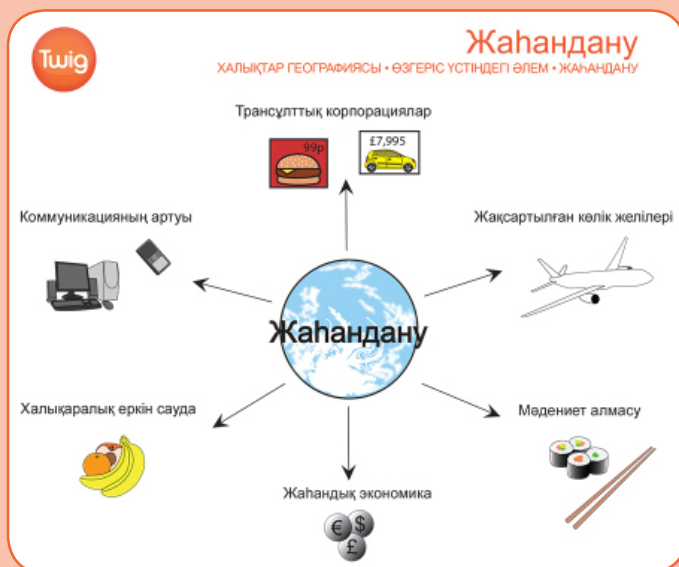 Twig
Жаһандану
ХАЛЫҚТАР ГЕОГРАФИЯСЫ • ӨЗГЕРІС ҮСТІНДЕГІ ӘЛЕМ • ЖАҺАНДАНУ
Трансұлттық корпорациялар
99p
£7,995
Коммуникацияның артуы
Жақсартылған көлік желілері
Жаһандану
Халықаралық еркін сауда
Мәдениет алмасу
Жаһандық экономика
€ $
£